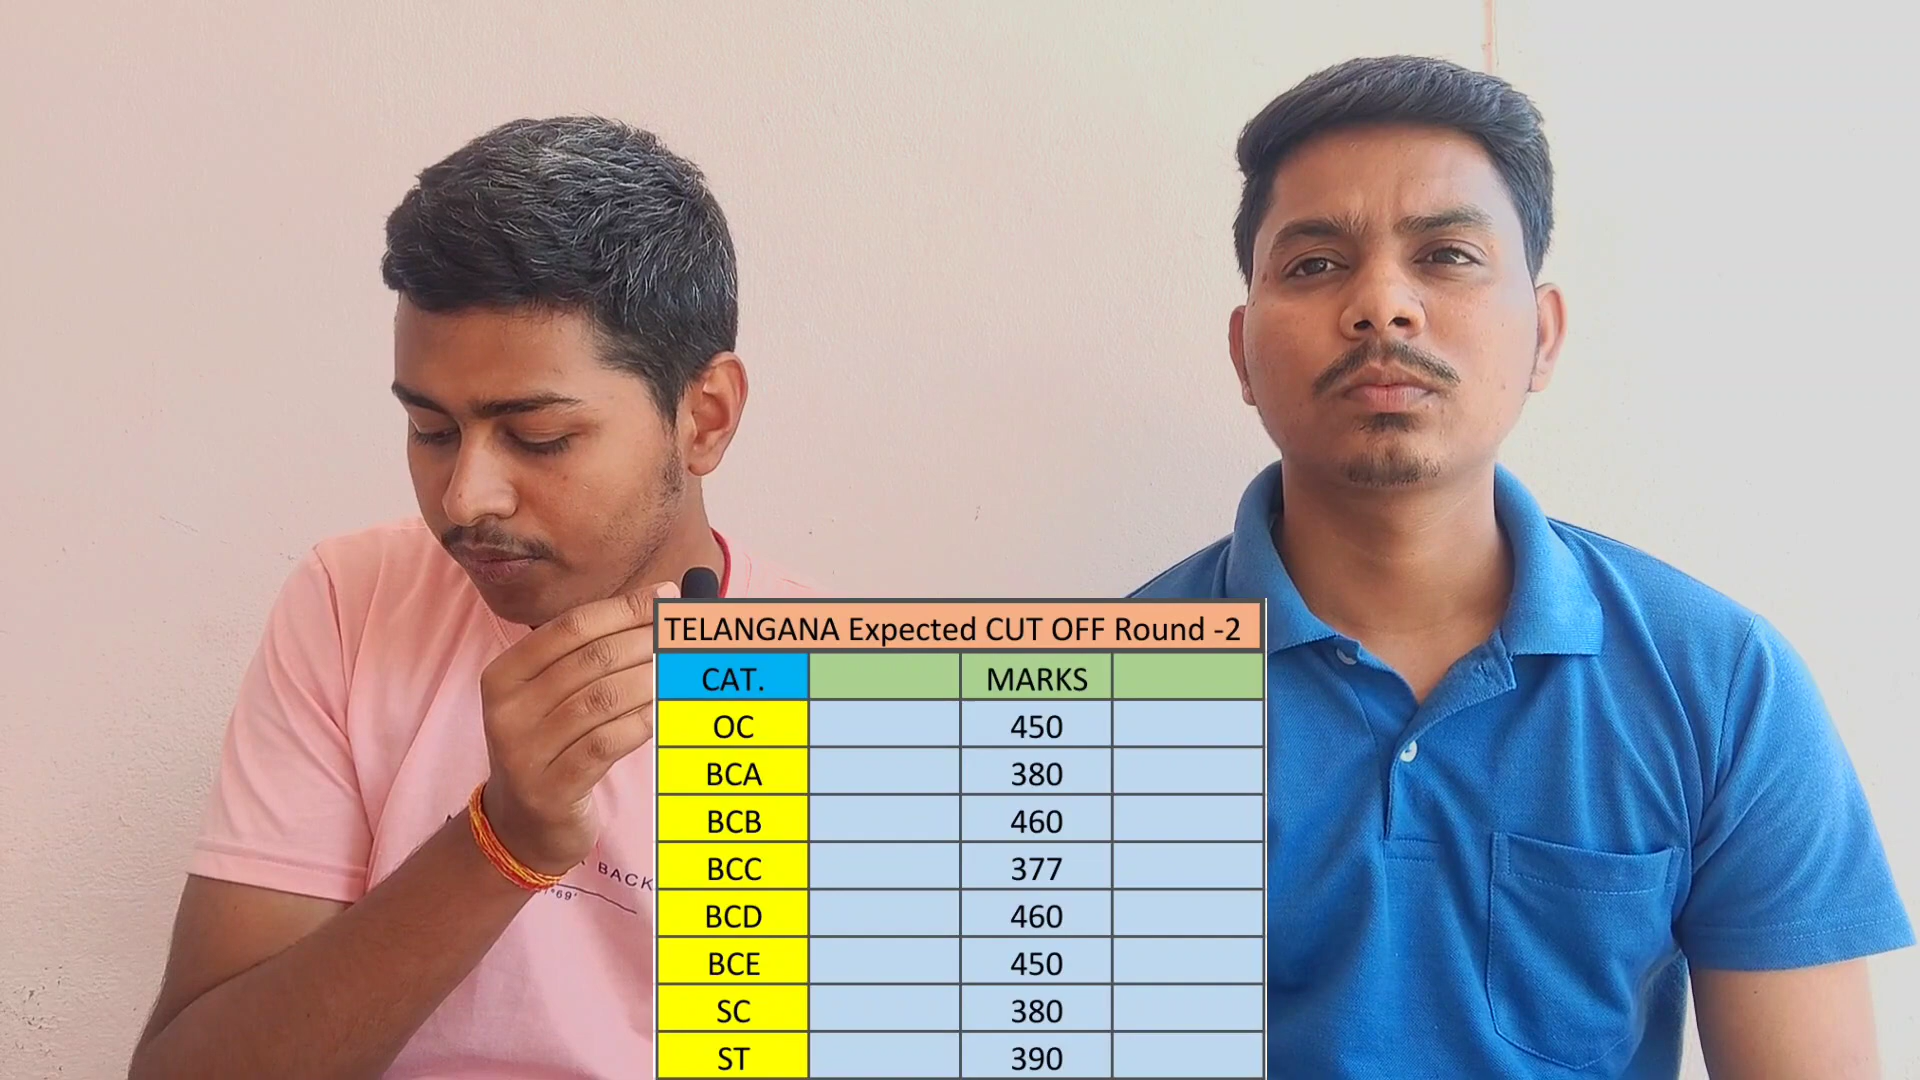 TELANGANA Expected CUT OFF Round -2
CAT. MARKS
OC 450
BCA 380
BCB 460
BCC 377
BCD 460
BCE 450
SC 380
ST 390
BACK